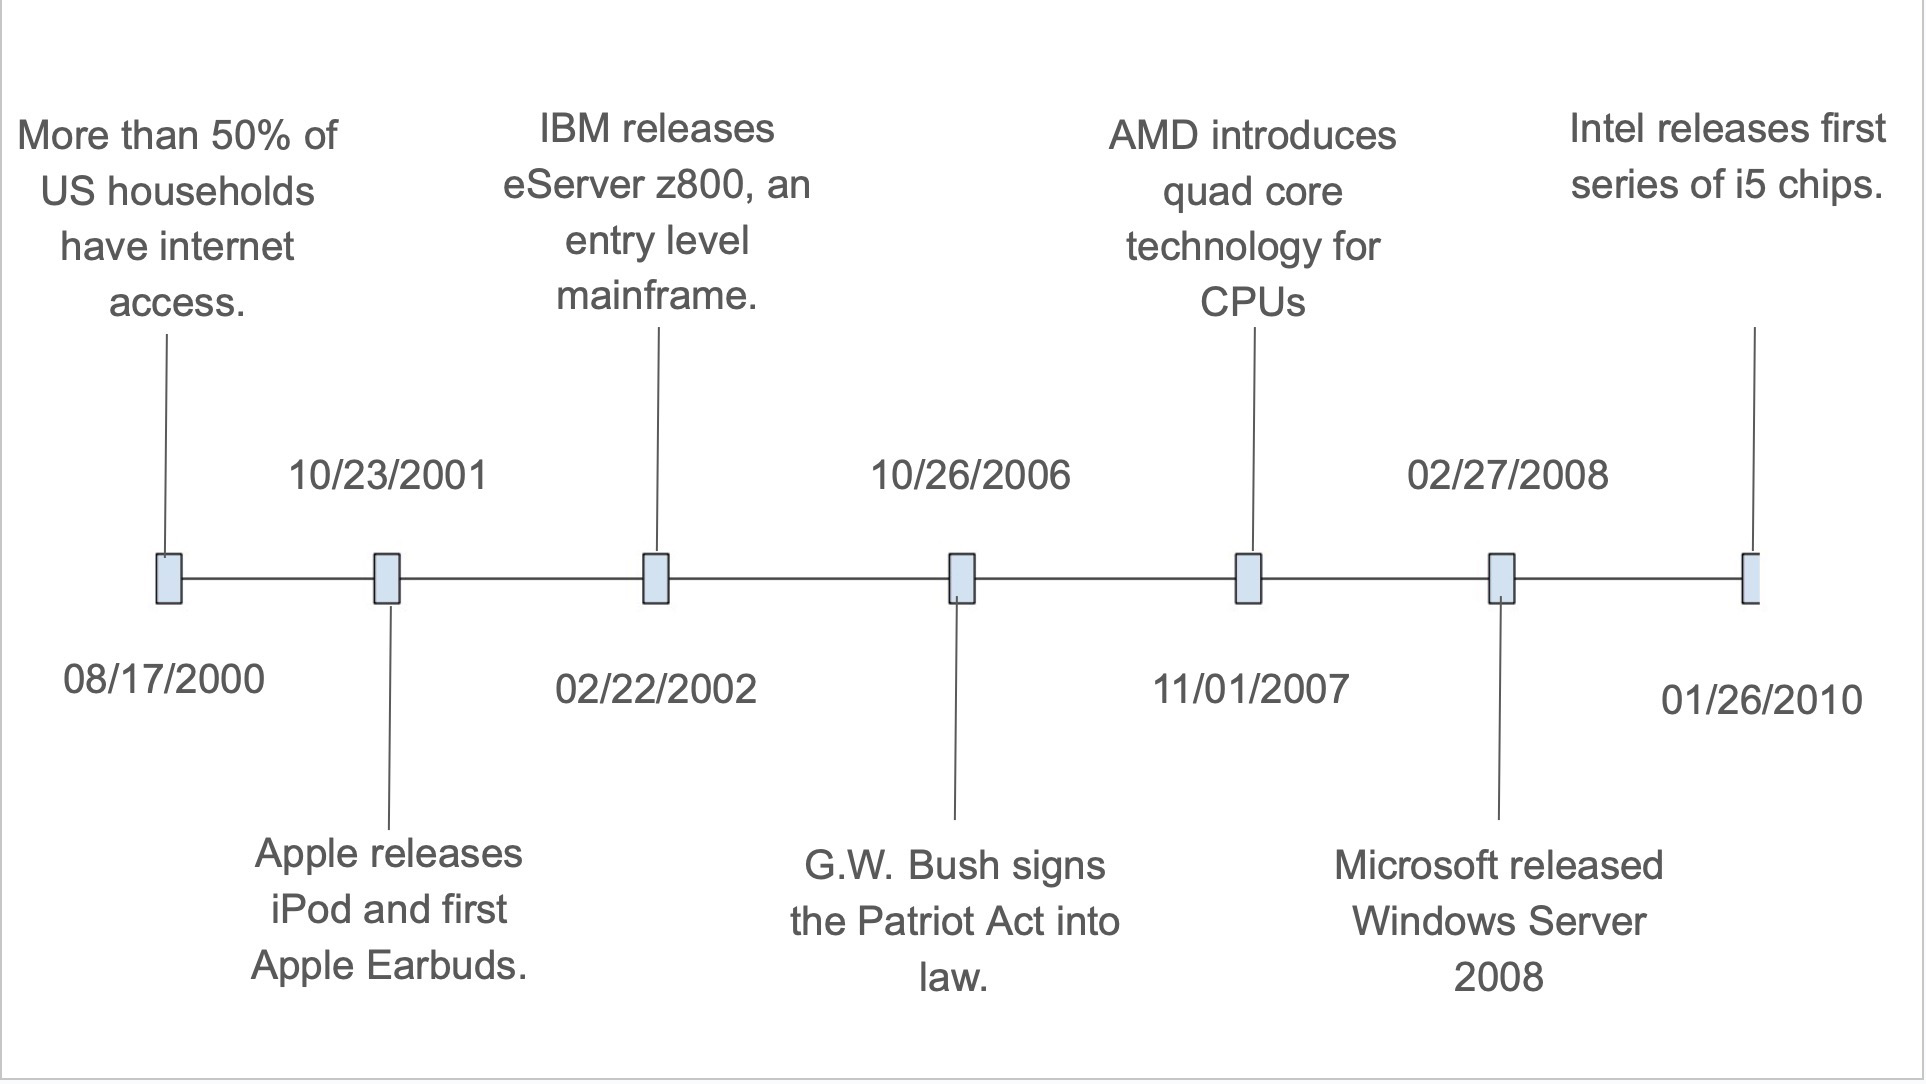 More than 50% of
US households
have internet
access.
IBM releases
eServer z800, an
entry level
mainframe.
AMD introduces
quad core
technology for
CPUs
Intel releases first
series of i5 chips.
10/23/2001
10/26/2006
02/27/2008
08/17/2000
02/22/2002
11/01/2007
01/26/2010
Apple releases
iPod and first
Apple Earbuds.
G.W. Bush signs
the Patriot Act into
law.
Microsoft released
Windows Server
2008